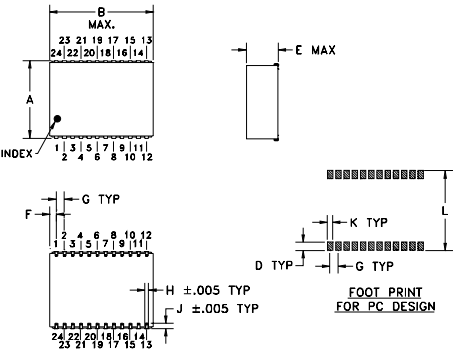 B
MAX.
23 21 19 17 15 13
24 22 20 18 16 14
A
INDEX
1 3 5 7 9 11
2 4 6 8 10 12
E MAX
G TYP
F
2 4 6 8 10 12
1 3 5 7 9 11
H ±.005 TYP
J ±.005 TYP
24 22 20 18 16 14
23 21 19 17 15 13
L
K TYP
D TYP
G TYP
FOOT PRINT
FOR PC DESIGN